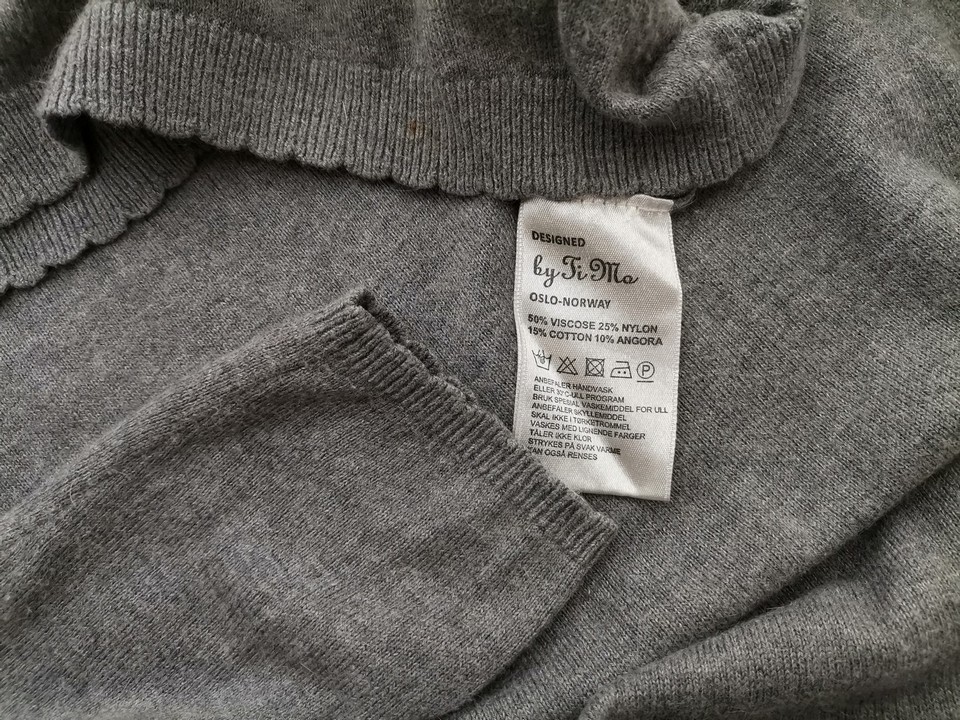 DESIGNED
by Ti Mo
OSLO-NORWAY
50% VISCOSE 25% NYLON
15% COTTON 10% ANGORA
P
ANBEFALER HÅNDVASK
ELLER 30°C-ULL PROGRAM
BRUK SPESIAL VASKEMIDDEL FOR ULL
ANBEFALER SKYLLEMIDDEL
SKAL IKKE I TØRKETROMMEL
VASKES MED LIGNENDE FARGER
TÅLER IKKE KLOR
STRYKES PÅ SVAK VARME
KAN OGSÅ RENSES